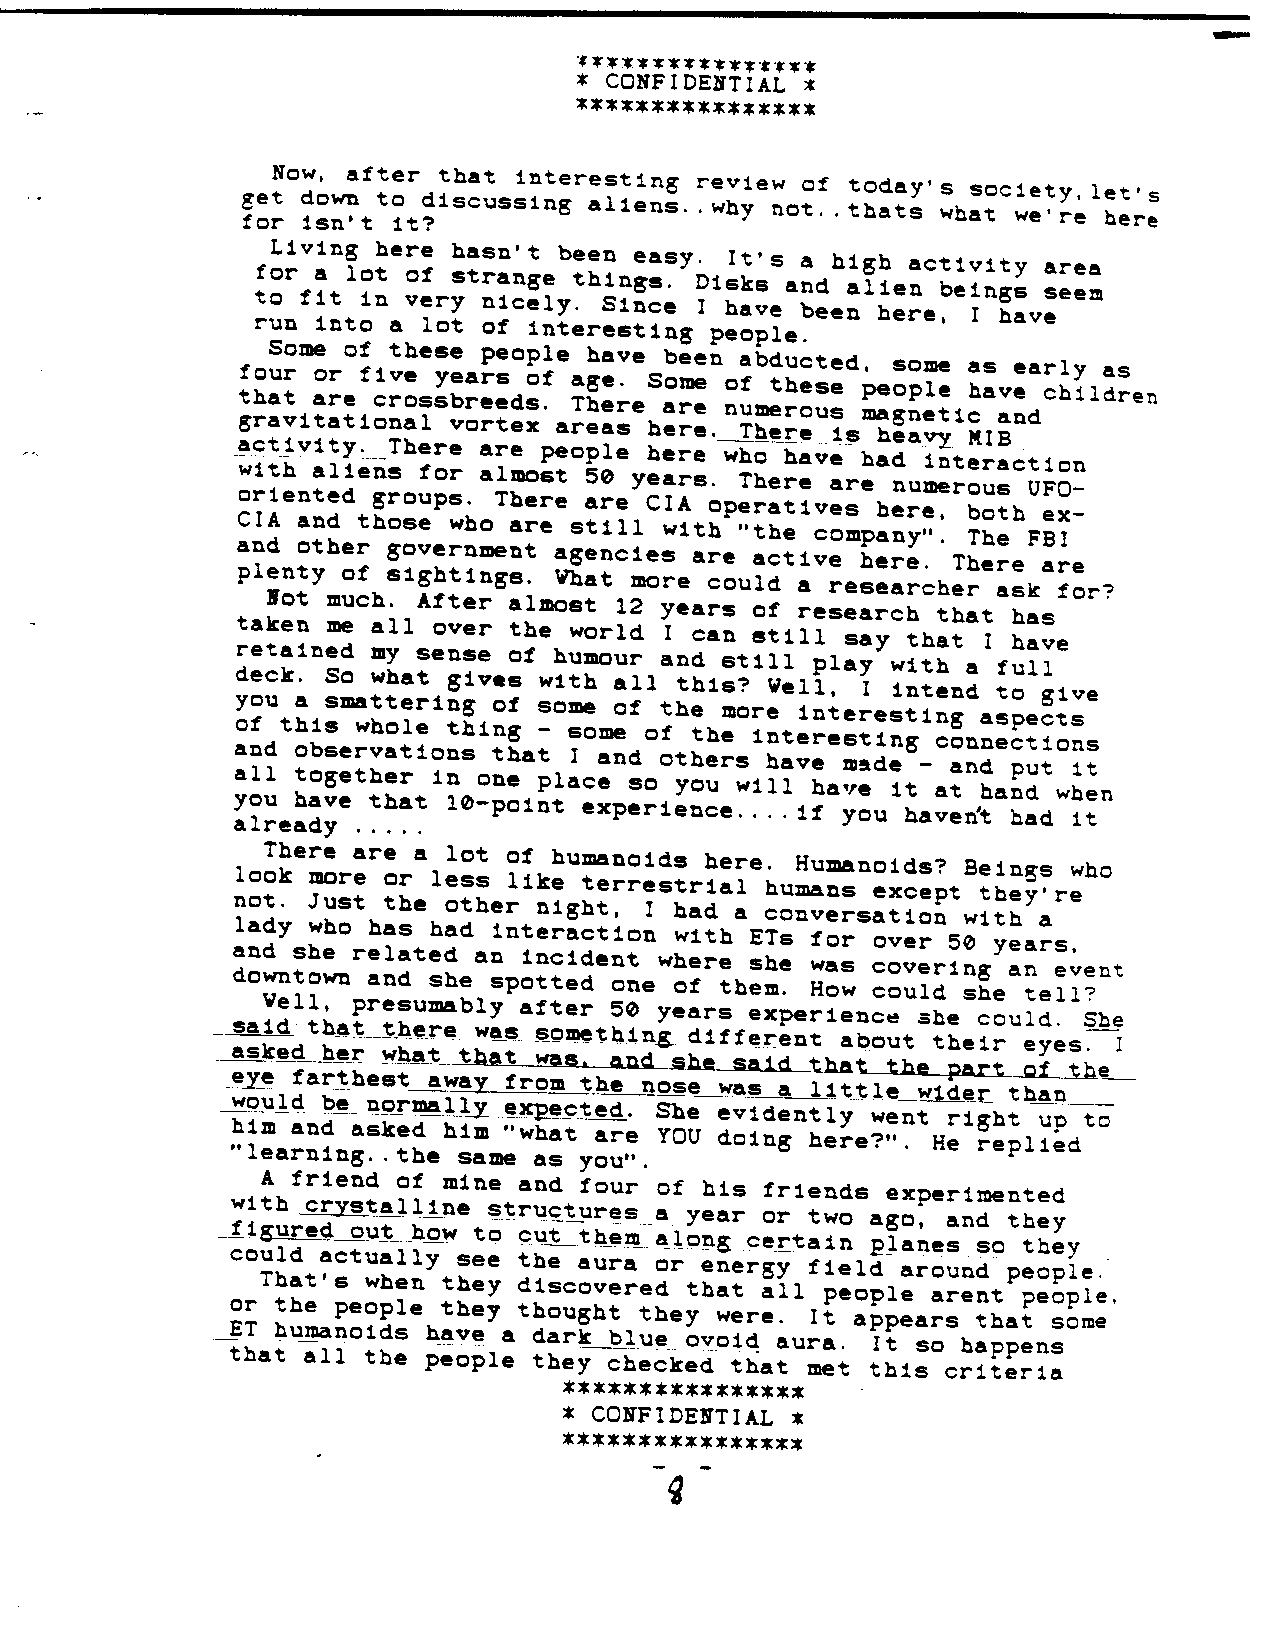 ****************
* CONFIDENTIAL *
****************
Now, after that interesting review of today's society, let's
get down to discussing aliens..why not..thats what we're here
for isn't it?
Living here hasn't been easy. It's a high activity area
for a lot of strange things. Disks and alien beings seem
to fit in very nicely. Since I have been here, I have
run into a lot of interesting people.
Some of these people have been abducted, some as early as
four or five years of age. Some of these people have children
that are crossbreeds. There are numerous magnetic and
gravitational vortex areas here. There is heavy MIB
activity. There are people here who have had interaction
with aliens for almost 50 years. There are numerous UFO-
oriented groups. There are CIA operatives here, both ex-
CIA and those who are still with "the company". The FBI
and other government agencies are active here. There are
plenty of sightings. What more could a researcher ask for?
Not much. After almost 12 years of research that has
taken me all over the world I can still say that I have
retained my sense of humour and still play with a full
deck. So what gives with all this? Well, I intend to give
you a smattering of some of the more interesting aspects
of this whole thing - some of the interesting connections
and observations that I and others have made - and put it
all together in one place so you will have it at hand when
you have that 10-point experience....if you haven't had it
already .....
There are a lot of humanoids here. Humanoids? Beings who
look more or less like terrestrial humans except they're
not. Just the other night, I had a conversation with a
lady who has had interaction with ETs for over 50 years,
and she related an incident where she was covering an event
downtown and she spotted one of them. How could she tell?
Well, presumably after 50 years experience she could. She
said that there was something different about their eyes. I
asked her what that was, and she said that the part of the
eye farthest away from the nose was a little wider than
would be normally expected. She evidently went right up to
him and asked him "what are YOU doing here?". He replied
"learning..the same as you".
A friend of mine and four of his friends experimented
with crystalline structures a year or two ago, and they
figured out how to cut them along certain planes so they
could actually see the aura or energy field around people.
That's when they discovered that all people arent people,
or the people they thought they were. It appears that some
ET humanoids have a dark blue ovoid aura. It so happens
that all the people they checked that met this criteria
****************
* CONFIDENTIAL *
****************
- 8 -